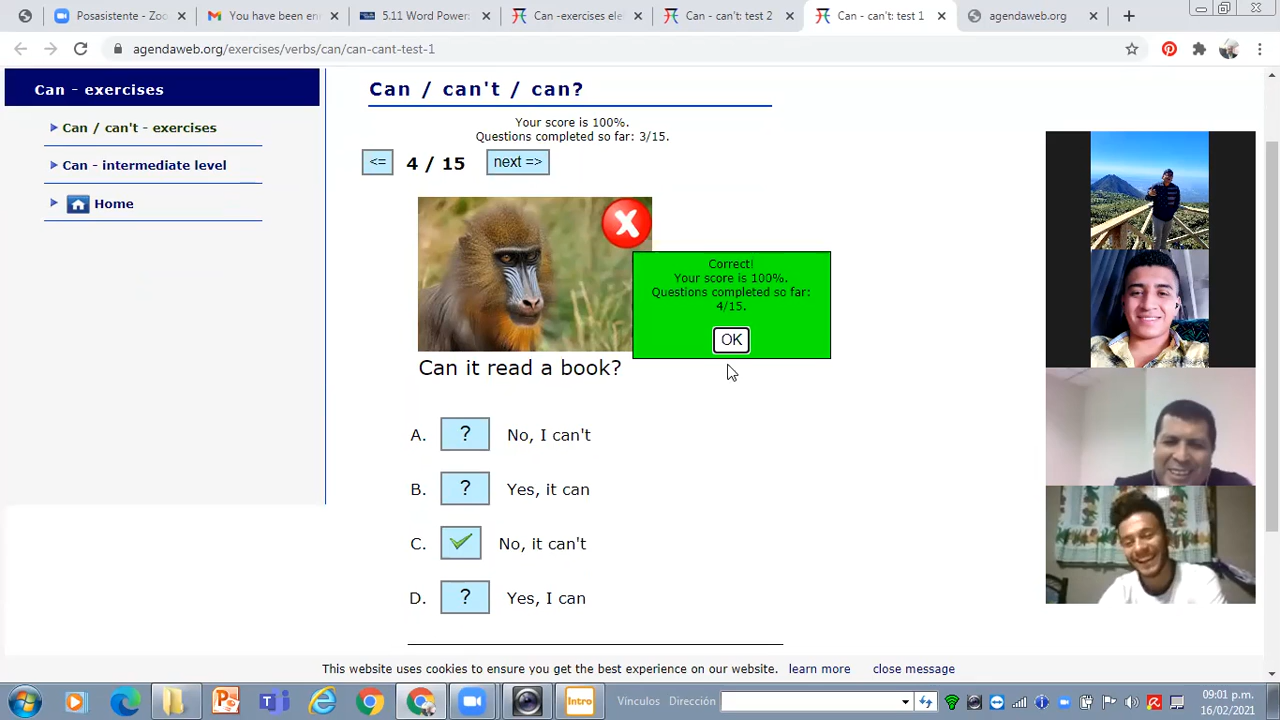 Posasistente - Zoo
You have been en
5.11 Word Power:
Can -exercises ele
Can - can't: test 2
Can - can't: test 1
agendaweb.org
agendaweb.org/exercises/verbs/can/can-cant-test-1
Can - exercises
Can / can't - exercises
Can - intermediate level
Home
Can / can't / can?
Your score is 100%.
Questions completed so far: 3/15.
<=
4 / 15
next =>
X
Correct!
Your score is 100%.
Questions completed so far:
4/15.
OK
Can it read a book?
A. ? No, I can't
B. ? Yes, it can
C. No, it can't
D. ? Yes, I can
This website uses cookies to ensure you get the best experience on our website. learn more close message
Intro
Vínculos
Dirección
09:01 p.m.
16/02/2021